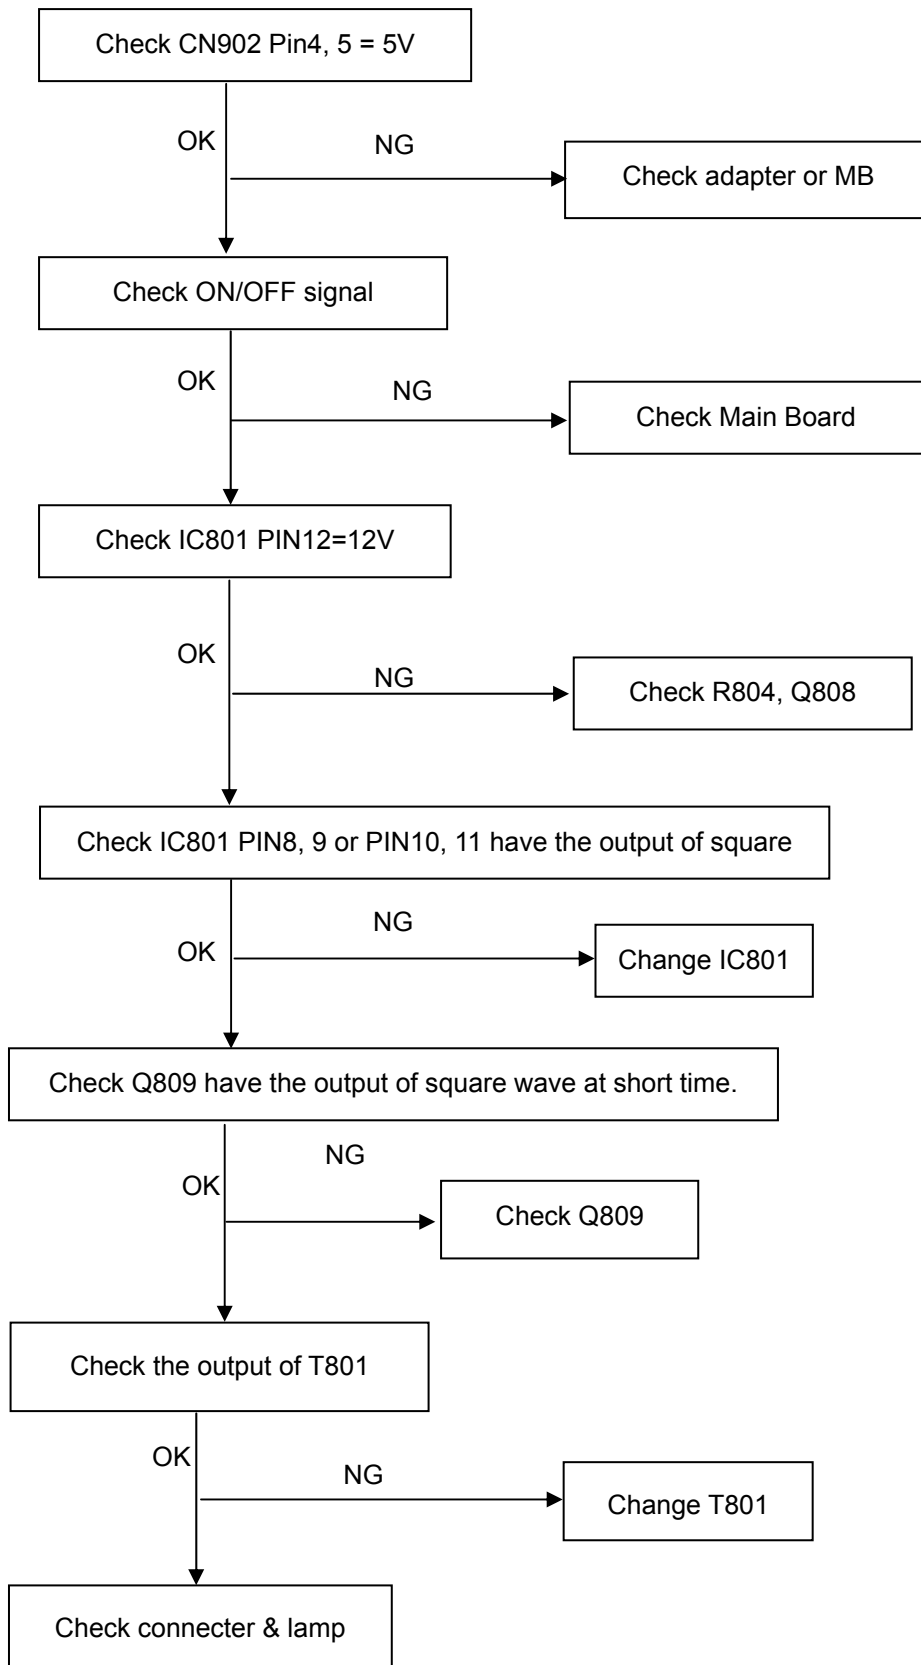 Check CN902 Pin4, 5 = 5V
OK
NG
Check adapter or MB
Check ON/OFF signal
OK
NG
Check Main Board
Check IC801 PIN12=12V
OK
NG
Check R804, Q808
Check IC801 PIN8, 9 or PIN10, 11 have the output of square
NG
OK
Change IC801
Check Q809 have the output of square wave at short time.
NG
OK
Check Q809
Check the output of T801
OK
NG
Change T801
Check connecter & lamp